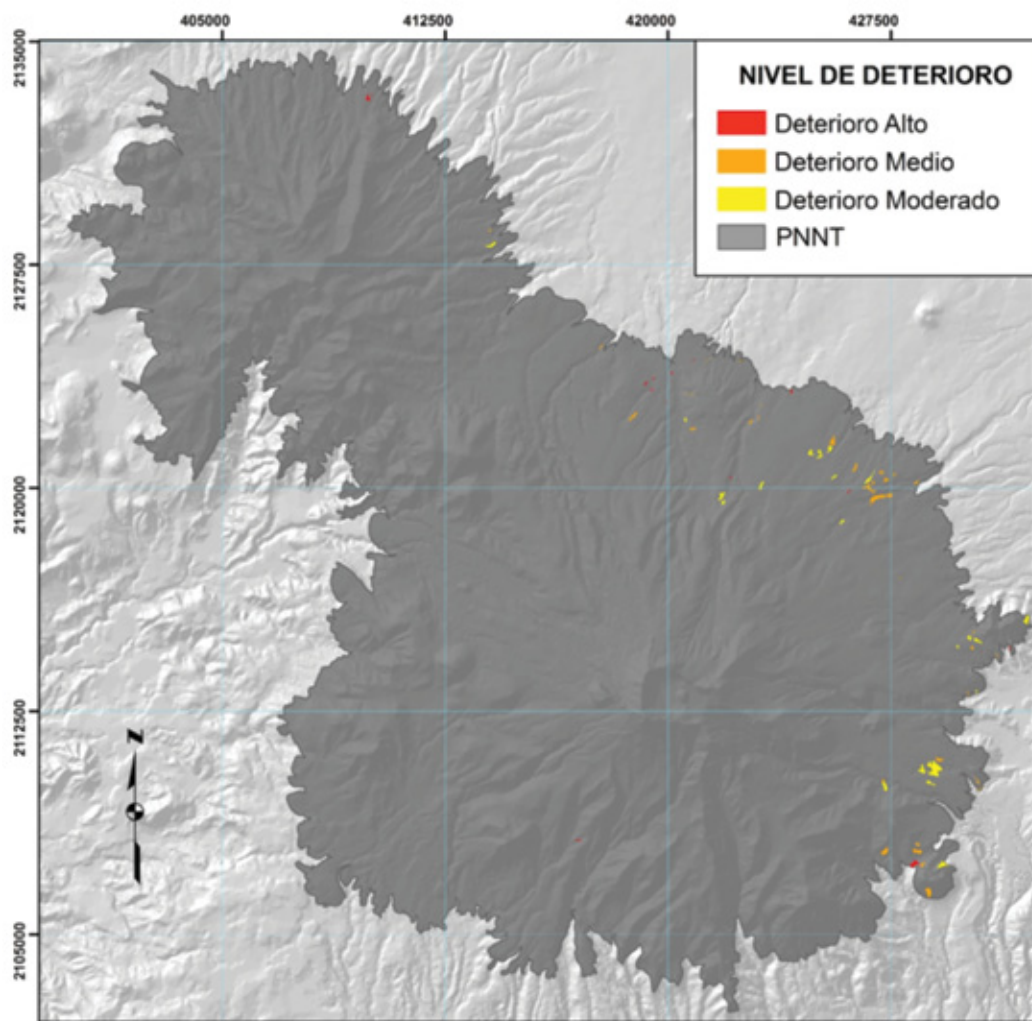 405000
412500
420000
427500
2135000
2127500
2120000
2112500
2105000
NIVEL DE DETERIORO
Deterioro Alto
Deterioro Medio
Deterioro Moderado
PNNT
N